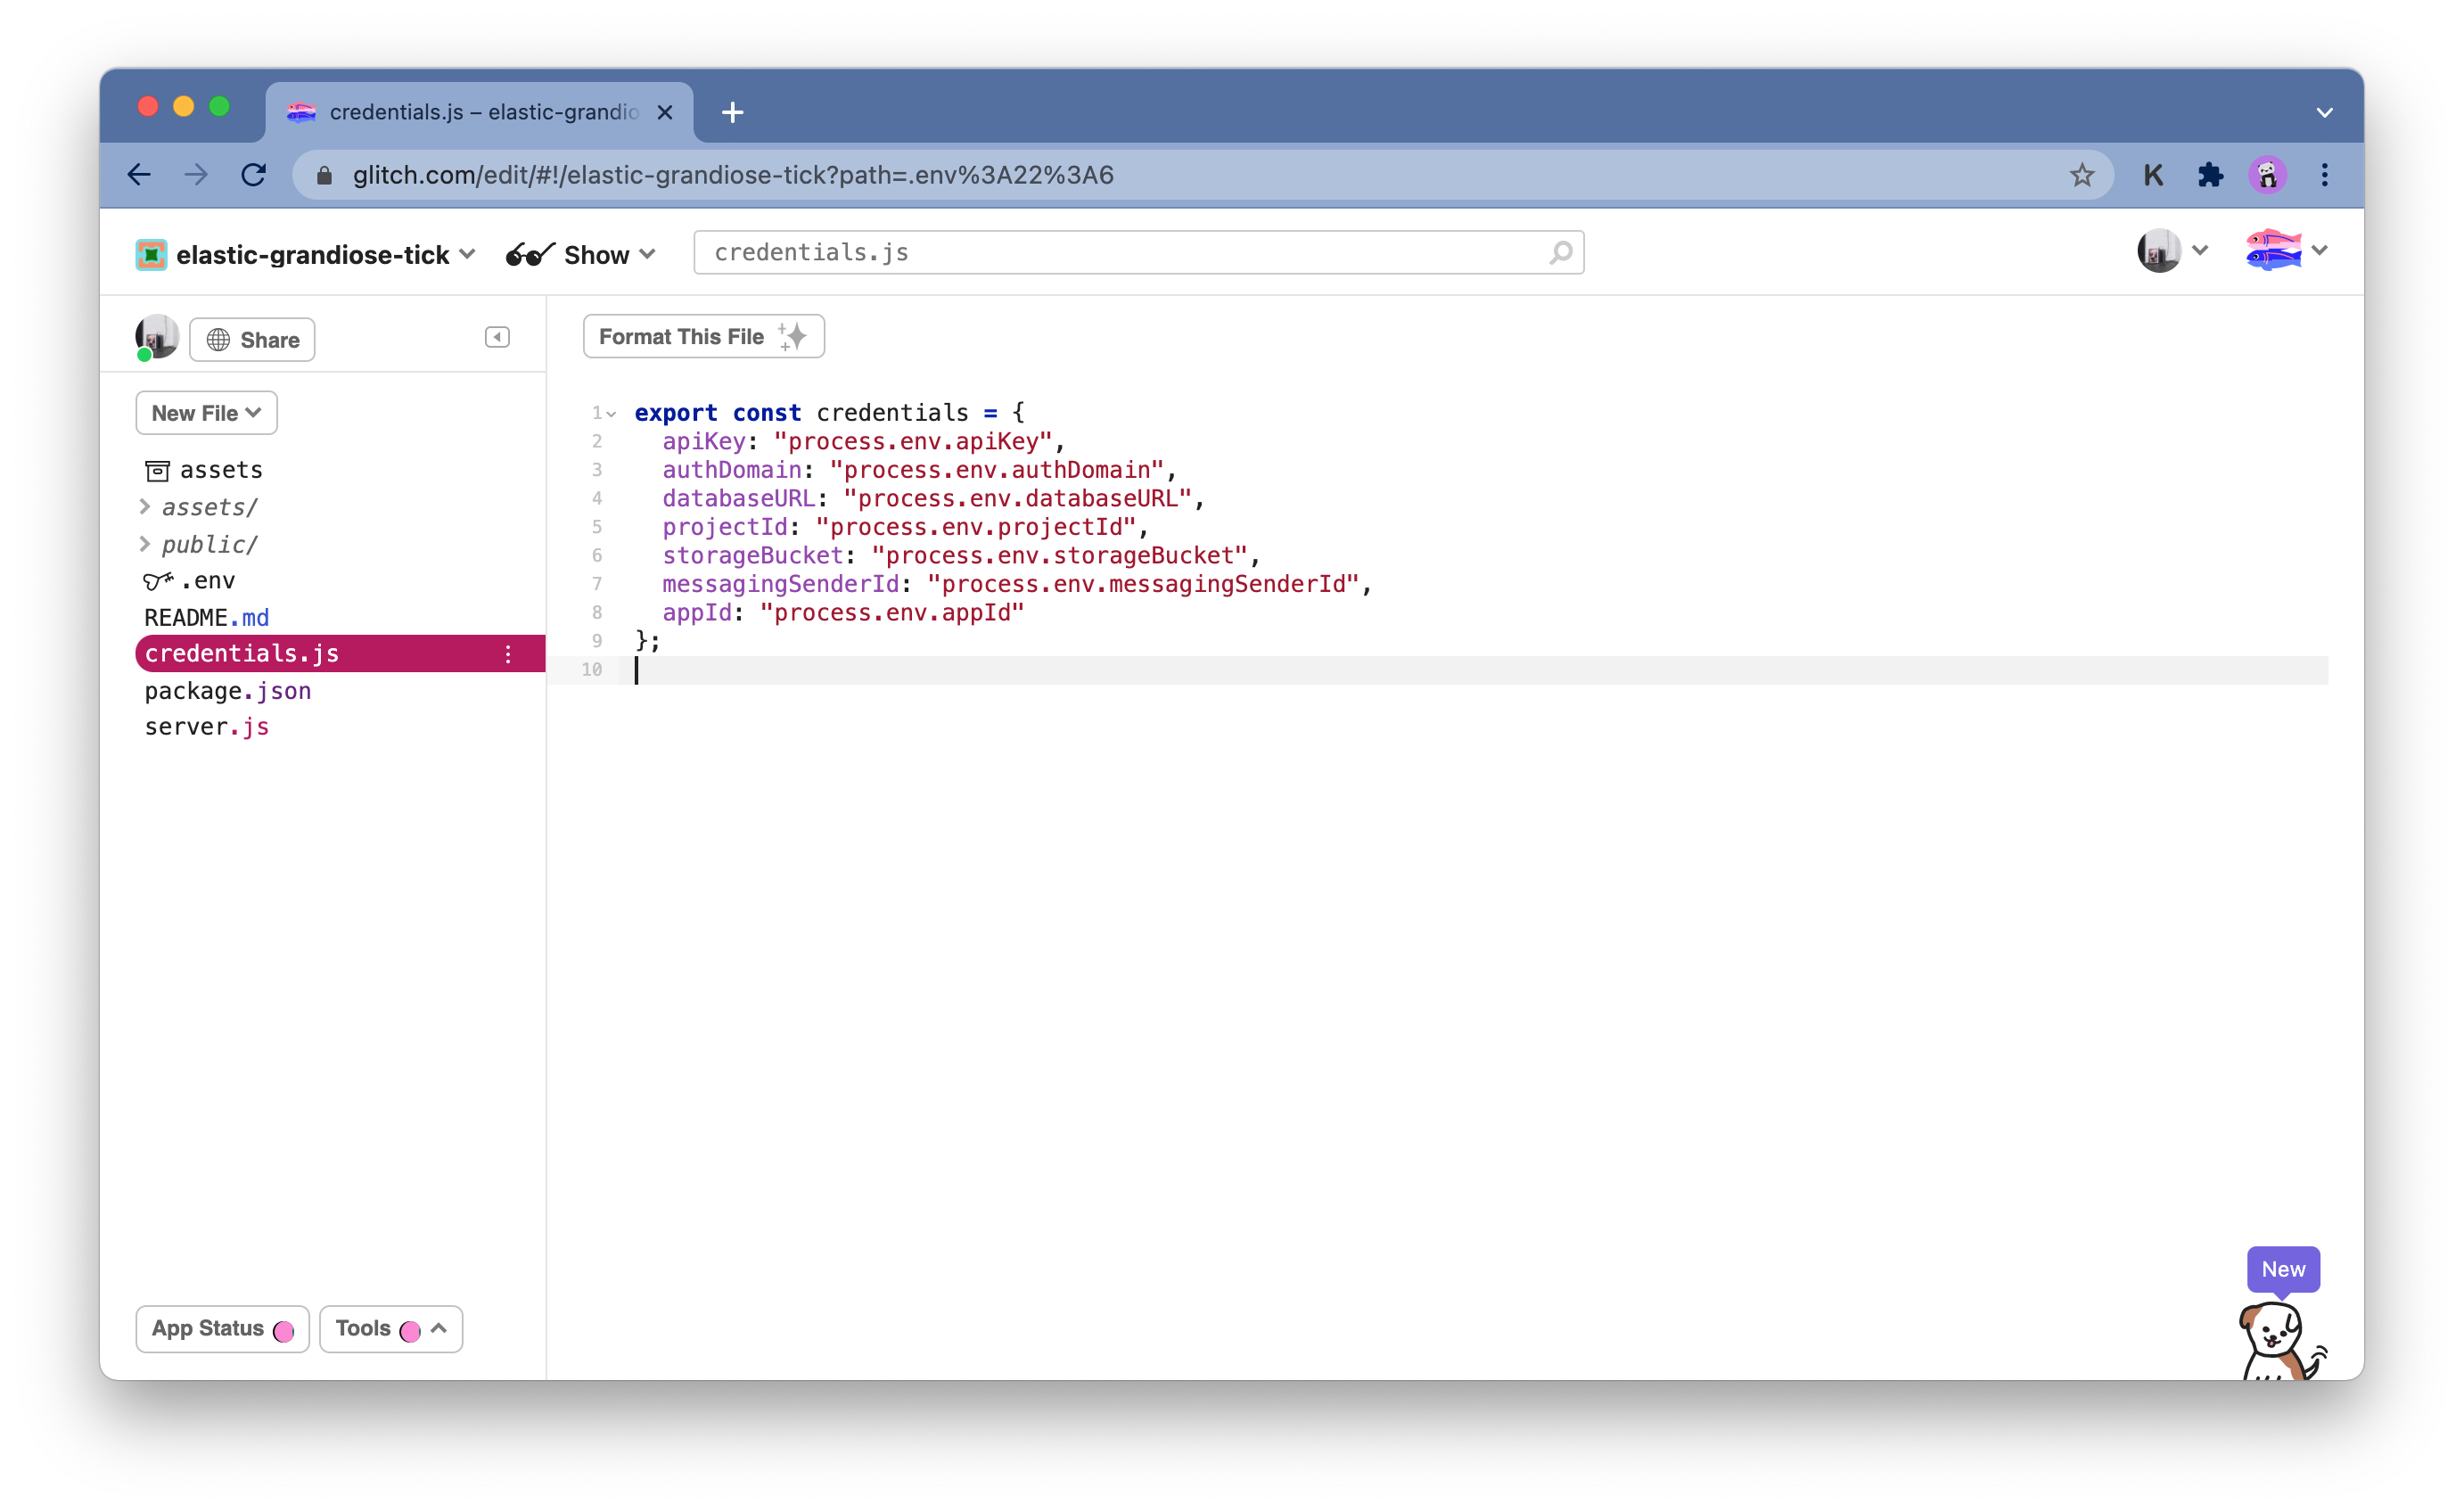 credentials.js – elastic-grandio
glitch.com/edit/#!/elastic-grandiose-tick?path=.env%3A22%3A6
K
elastic-grandiose-tick
Show
credentials.js
Share
Format This File
New File
assets
assets/
public/
.env
README.md
credentials.js
package.json
server.js
1 export const credentials = {
2 apiKey: "process.env.apiKey",
3 authDomain: "process.env.authDomain",
4 databaseURL: "process.env.databaseURL",
5 projectId: "process.env.projectId",
6 storageBucket: "process.env.storageBucket",
7 messagingSenderId: "process.env.messagingSenderId",
8 appId: "process.env.appId"
9 };
10
New
App Status
Tools